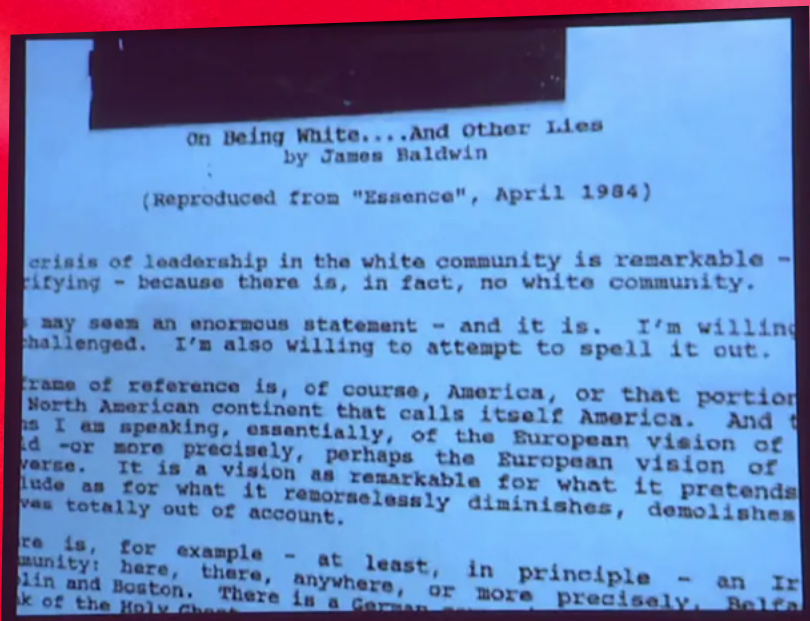 On Being White....And Other Lies
by James Baldwin
(Reproduced from "Essence", April 1984)
crisis of leadership in the white community is remarkable -
rifying - because there is, in fact, no white community.
s may seem an enormous statement - and it is. I'm willing
challenged. I'm also willing to attempt to spell it out.
frame of reference is, of course, America, or that portion
North American continent that calls itself America. And t
as I am speaking, essentially, of the European vision of
ld -or more precisely, perhaps the European vision of
verse. It is a vision as remarkable for what it pretends
lude as for what it remorselessly diminishes, demolishes
ves totally out of account.
re is, for example - at least, in principle - an Ir
munity: here, there, anywhere, or more precisely, Belfa
lin and Boston. There is a German
k of the Holy Ghost